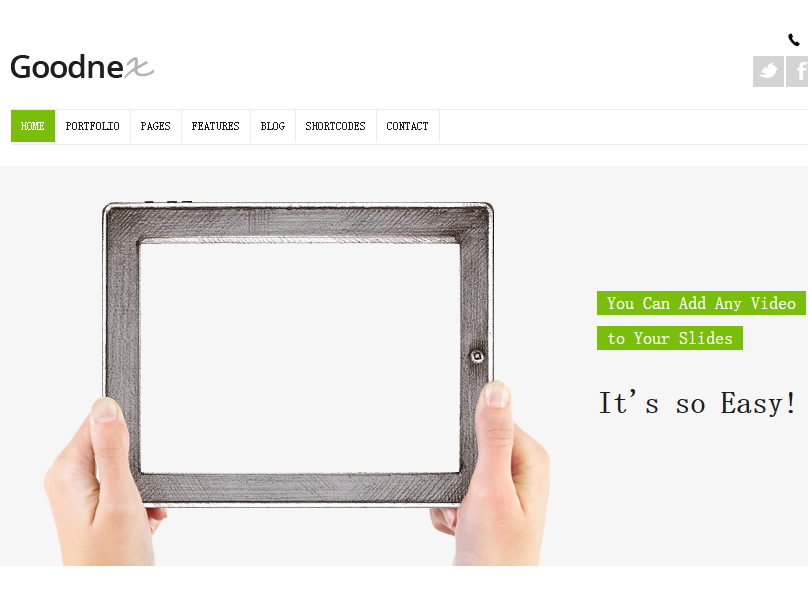 Goodnex
HOME PORTFOLIO PAGES FEATURES BLOG SHORTCODES CONTACT
You Can Add Any Video
to Your Slides
It's so Easy!